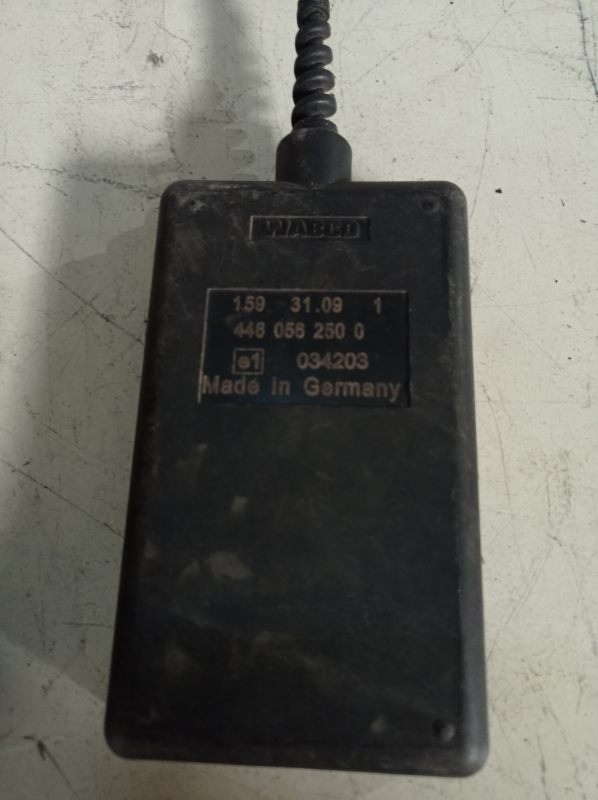 WABCO
159 31.09 1
446 056 250 0
e1 034203
Made in Germany